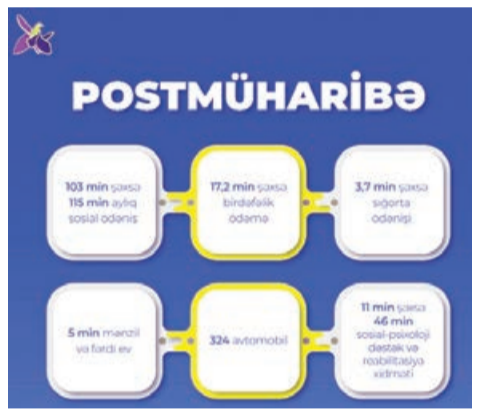 POSTMÜHARİBƏ
103 min şəxsə
115 min aylıq
sosial ödəniş
17,2 min şəxsə
birdəfəlik
ödəmə
3,7 min şəxsə
sığorta
ödənişi
5 min mənzil
və fərdi ev
324 avtomobil
11 min şəxsə
46 min
sosial-psixoloji
dəstək və
reabilitasiya
xidməti